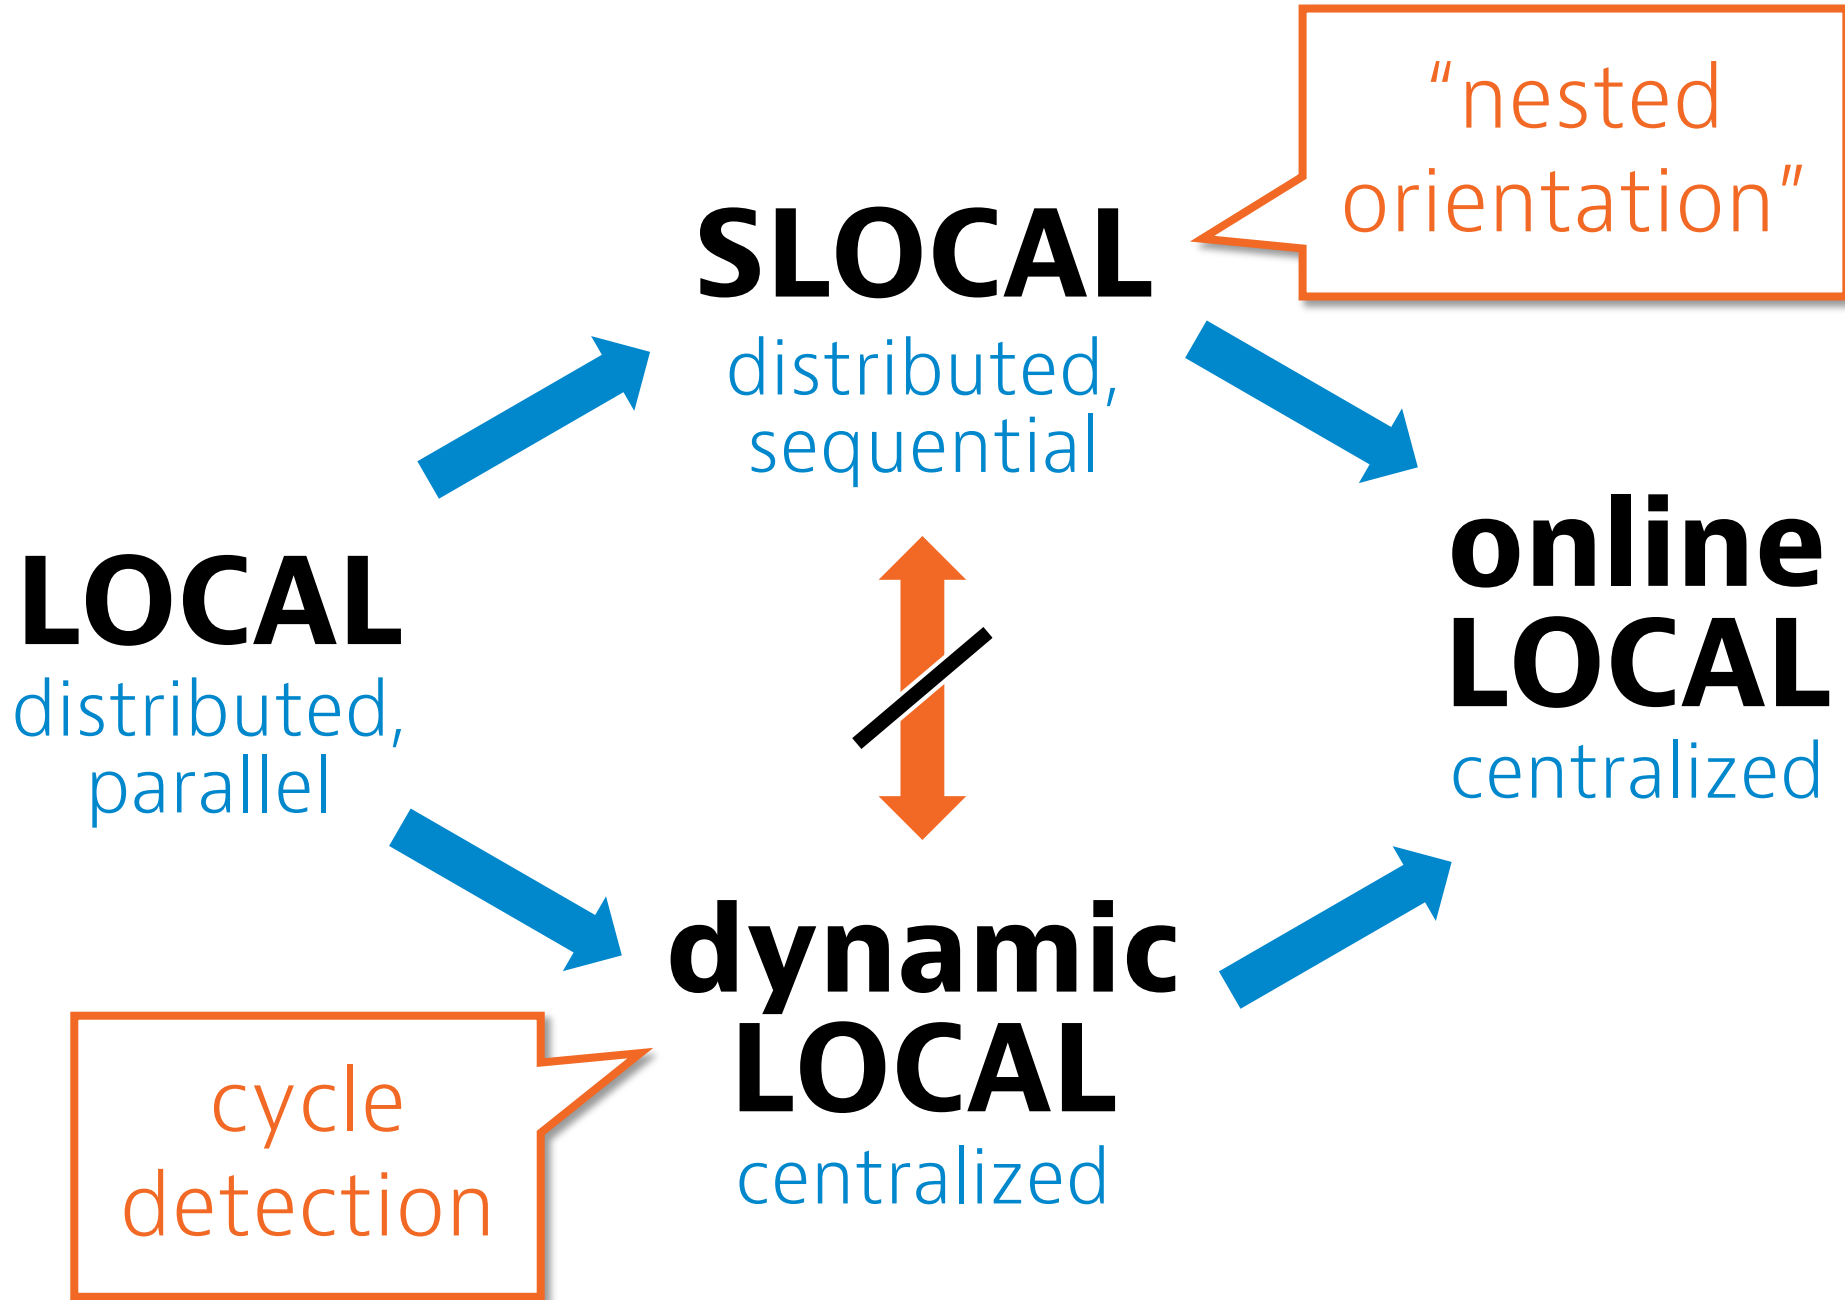 “nested
orientation”
SLOCAL
distributed,
sequential
LOCAL
distributed,
parallel
online
LOCAL
centralized
dynamic
LOCAL
centralized
cycle
detection